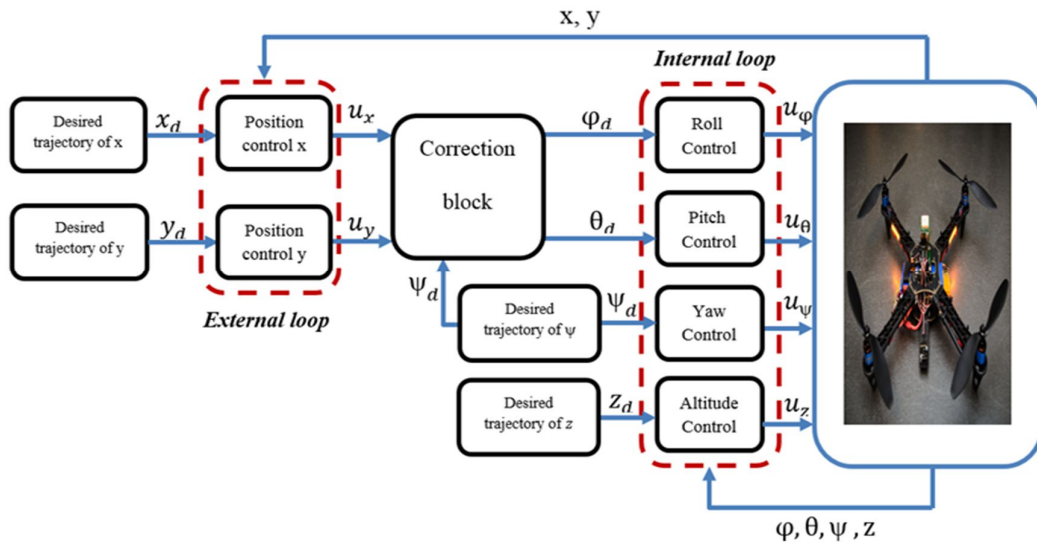 x, y
Internal loop
Desired
trajectory of x
x_d
Position
control x
u_x
Correction
block
φ_d
Roll
Control
u_φ
Desired
trajectory of y
y_d
Position
control y
u_y
θ_d
Pitch
Control
u_θ
External loop
ψ_d
Desired
trajectory of ψ
ψ_d
Yaw
Control
u_ψ
Desired
trajectory of z
z_d
Altitude
Control
u_z
φ, θ, ψ , z